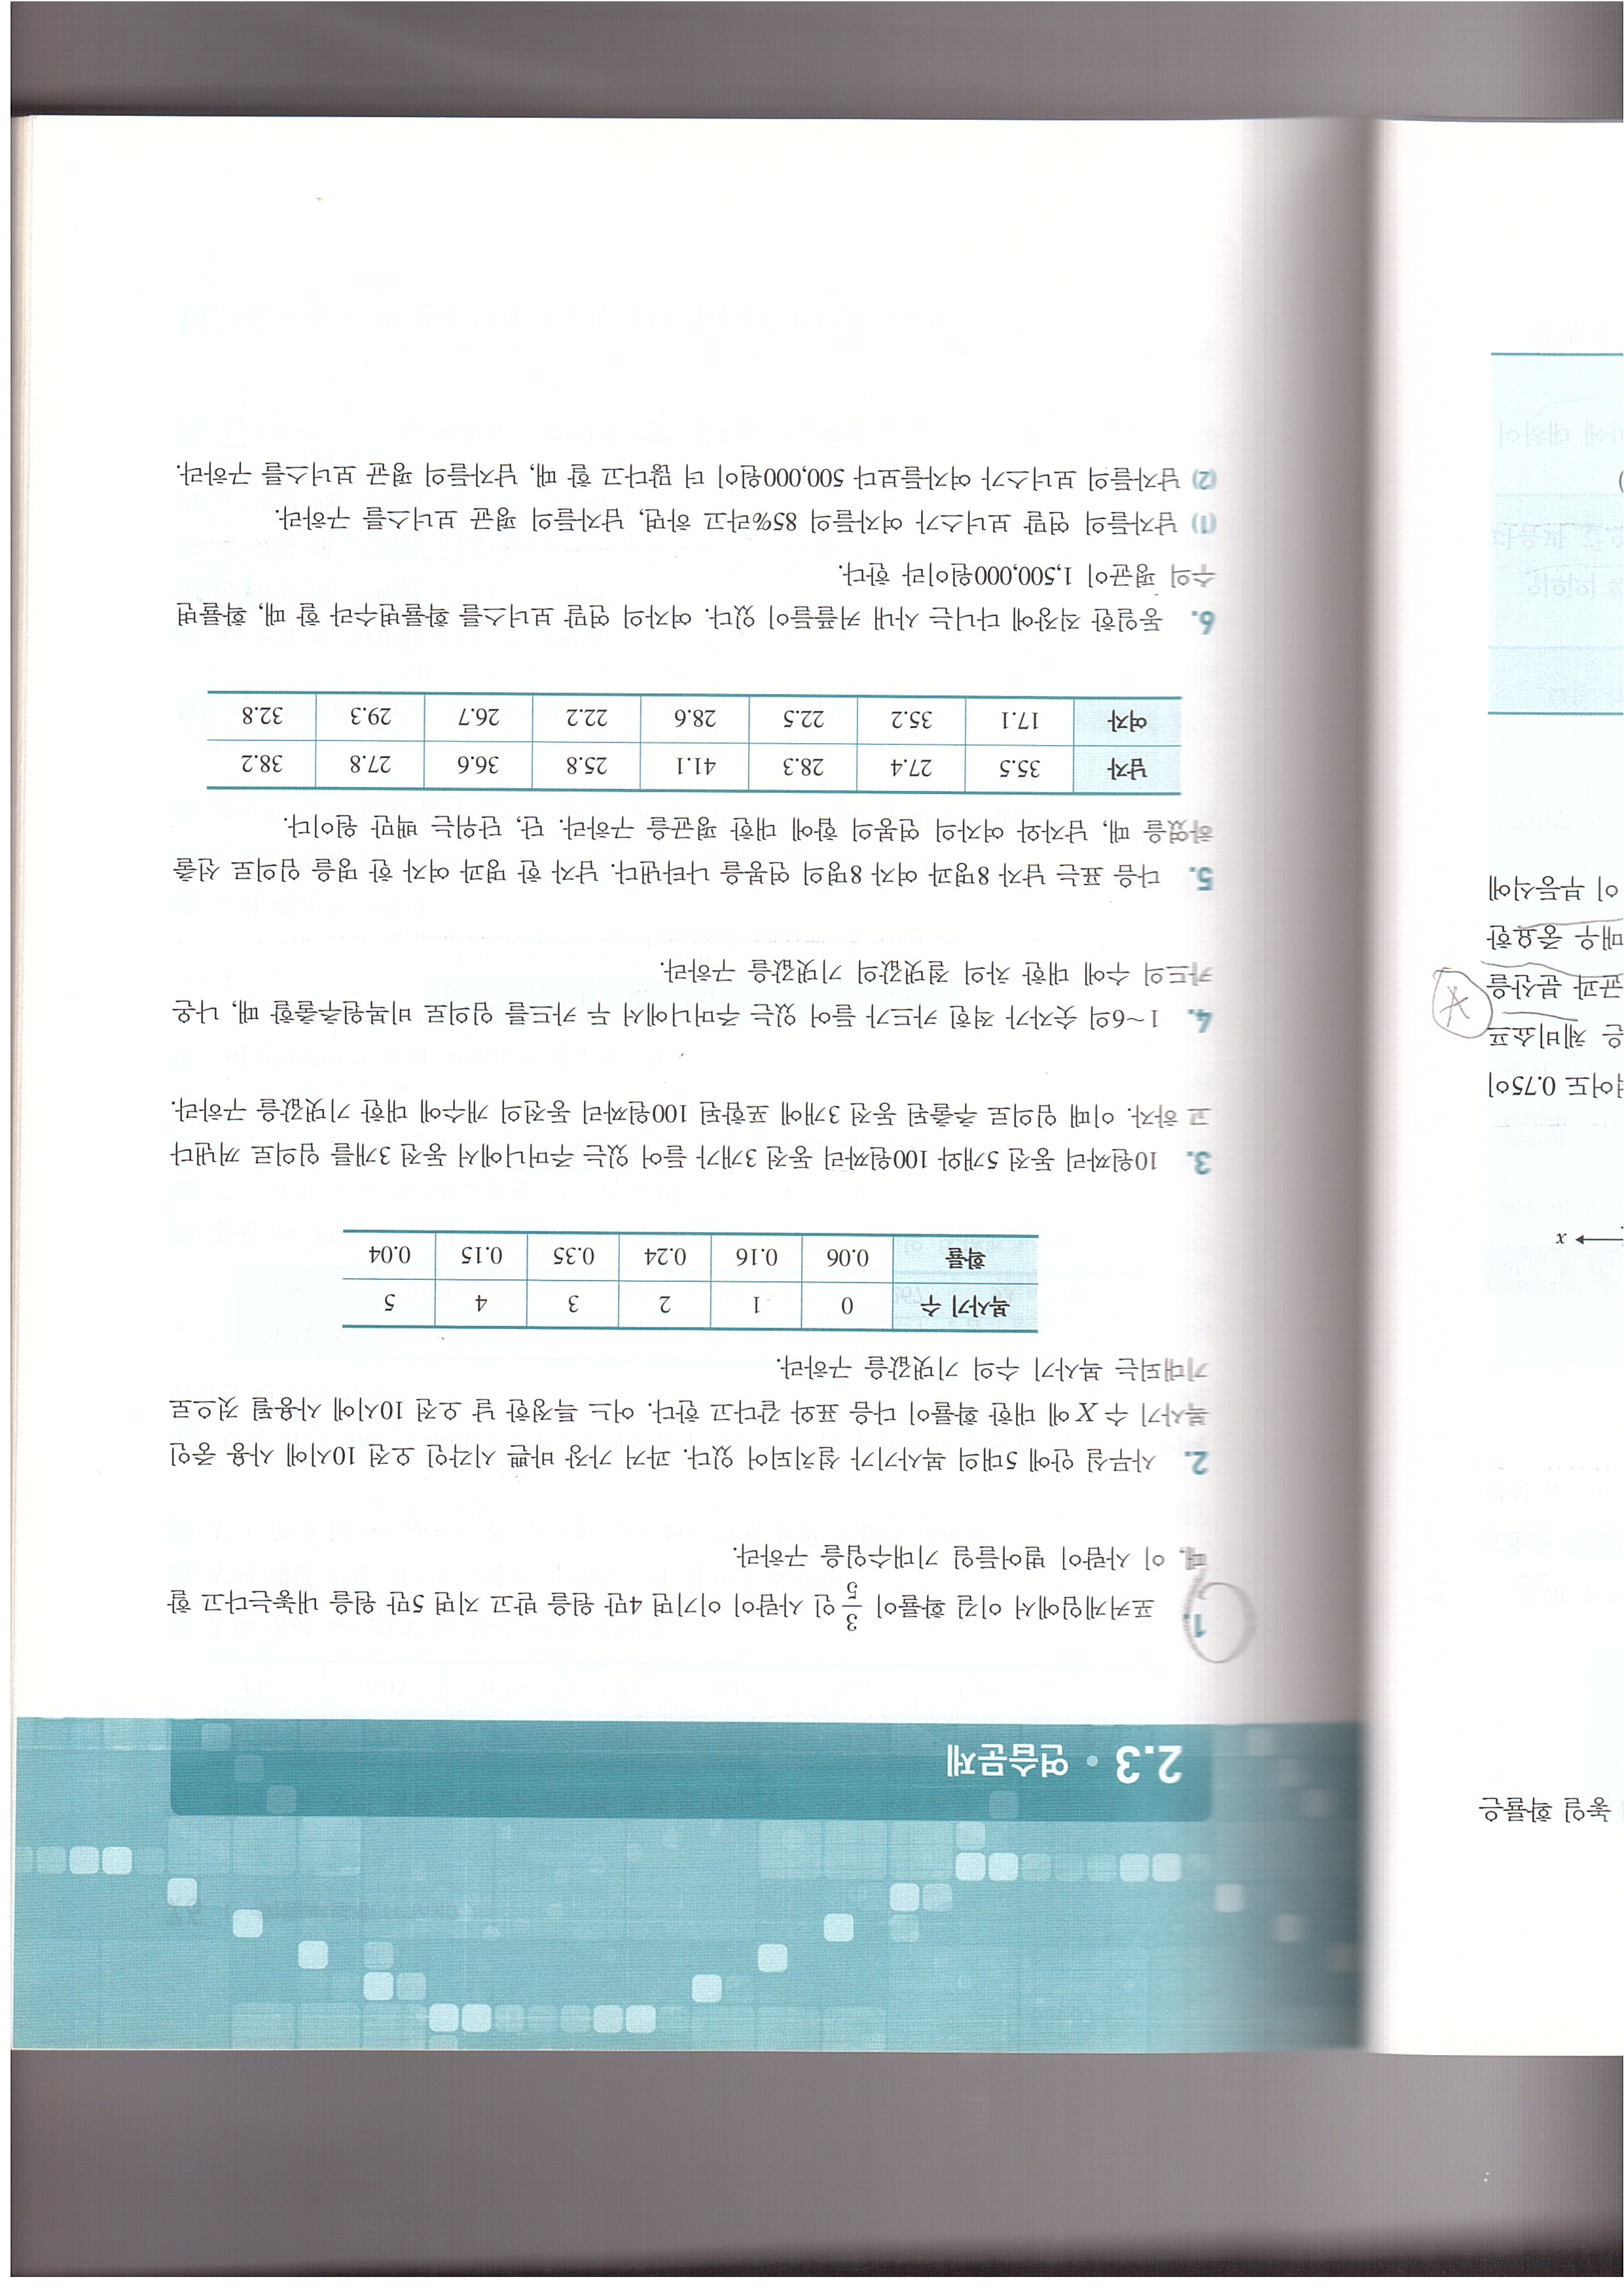 놓일 확률은
x
적어도 0.75이
은 체비쇼프
균과 분산을
매우 중요한
이 부등식에
2.3 • 연습문제
1. 포커게임에서 이길 확률이 3/5인 사람이 이기면 4만 원을 받고 지면 5만 원을 내놓는다고 할
때, 이 사람이 벌어들일 기대수입을 구하라.
2. 사무실 안에 5대의 복사기가 설치되어 있다. 과거 가장 바쁜 시각인 오전 10시에 사용 중인
복사기 수 X에 대한 확률이 다음 표와 같다고 한다. 어느 특정한 날 오전 10시에 사용될 것으로
기대되는 복사기 수의 기댓값을 구하라.
복사기 수 0 1 2 3 4 5
확률 0.06 0.16 0.24 0.35 0.15 0.04
3. 10원짜리 동전 5개와 100원짜리 동전 3개가 들어 있는 주머니에서 동전 3개를 임의로 꺼낸다
고 하자. 이때 임의로 추출된 동전 3개에 포함된 100원짜리 동전의 개수에 대한 기댓값을 구하라.
4. 1~6의 숫자가 적힌 카드가 들어 있는 주머니에서 두 카드를 임의로 비복원추출할 때, 나온
카드의 수에 대한 차의 절댓값의 기댓값을 구하라.
5. 다음 표는 남자 8명과 여자 8명의 연봉을 나타낸다. 남자 한 명과 여자 한 명을 임의로 선출
하였을 때, 남자와 여자의 연봉의 합에 대한 평균을 구하라. 단, 단위는 백만 원이다.
남자 35.5 27.4 28.3 41.1 25.8 36.6 27.8 38.2
여자 17.1 35.2 22.5 28.6 22.2 26.7 29.3 32.8
6. 동일한 직장에 다니는 사내 커플들이 있다. 여자의 연말 보너스를 확률변수라 할 때, 확률변
수의 평균이 1,500,000원이라 한다.
(1) 남자들의 연말 보너스가 여자들의 85%라고 하면, 남자들의 평균 보너스를 구하라.
(2) 남자들의 보너스가 여자들보다 500,000원이 더 많다고 할 때, 남자들의 평균 보너스를 구하라.